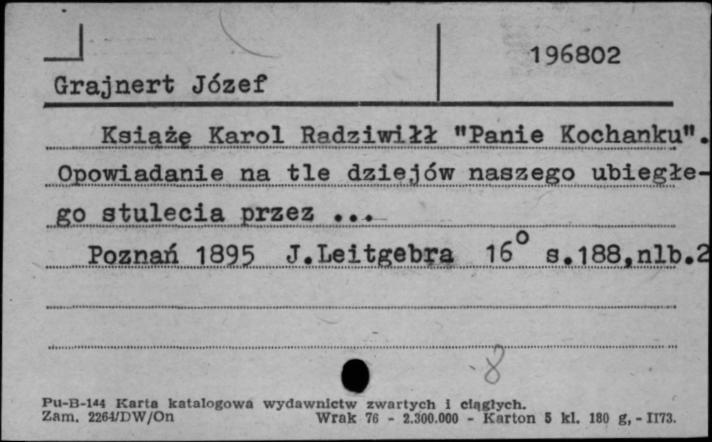 196802
Grajnert Józef
Książę Karol Radziwiłł "Panie Kochanku".
Opowiadanie na tle dziejów naszego ubiegłe-
go stulecia przez ...
Poznań 1895 J.Leitgebra 16° s.188,nlb.2
8
Pu-B-144 Karta katalogowa wydawnictw zwartych i ciągłych.
Zam. 2264/DW/On Wrak 76 - 2.300.000 - Karton 5 kl. 180 g, - II73.